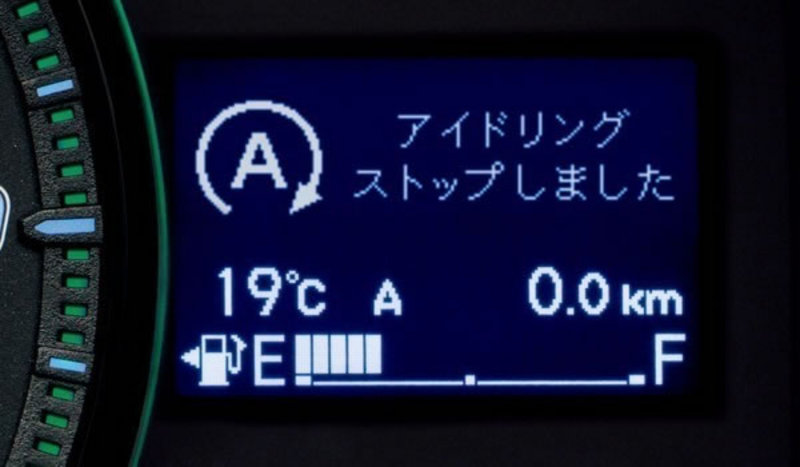 A
アイドリング
ストップしました
19℃ A 0.0 km
E F